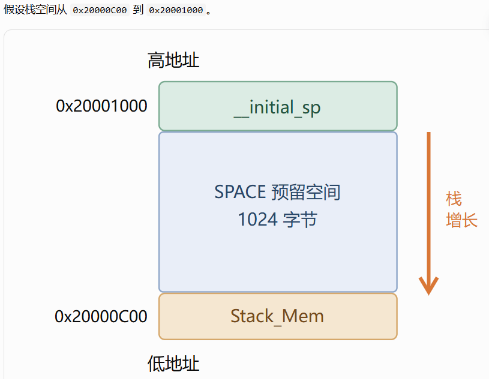 假设栈空间从 0x20000C00 到 0x20001000。
高地址
0x20001000
__initial_sp
SPACE 预留空间
1024 字节
栈
增长
0x20000C00
Stack_Mem
低地址